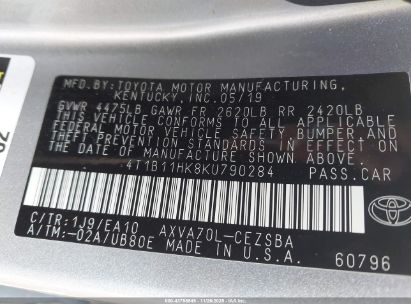 MFD. BY: TOYOTA MOTOR MANUFACTURING,
KENTUCKY, INC. 05/19
GVWR 4475LB GAWR FR 2620LB RR 2420LB
THIS VEHICLE CONFORMS TO ALL APPLICABLE
FEDERAL MOTOR VEHICLE SAFETY, BUMPER, AND
THEFT PREVENTION STANDARDS IN EFFECT ON
THE DATE OF MANUFACTURE SHOWN ABOVE.
4T1B11HK8KU790284 PASS.CAR
C/TR:1J9/EA10 AXVA70L-CEZSBA
A/TM:-02A/UB80E MADE IN U.S.A.
TOYOTA
60796